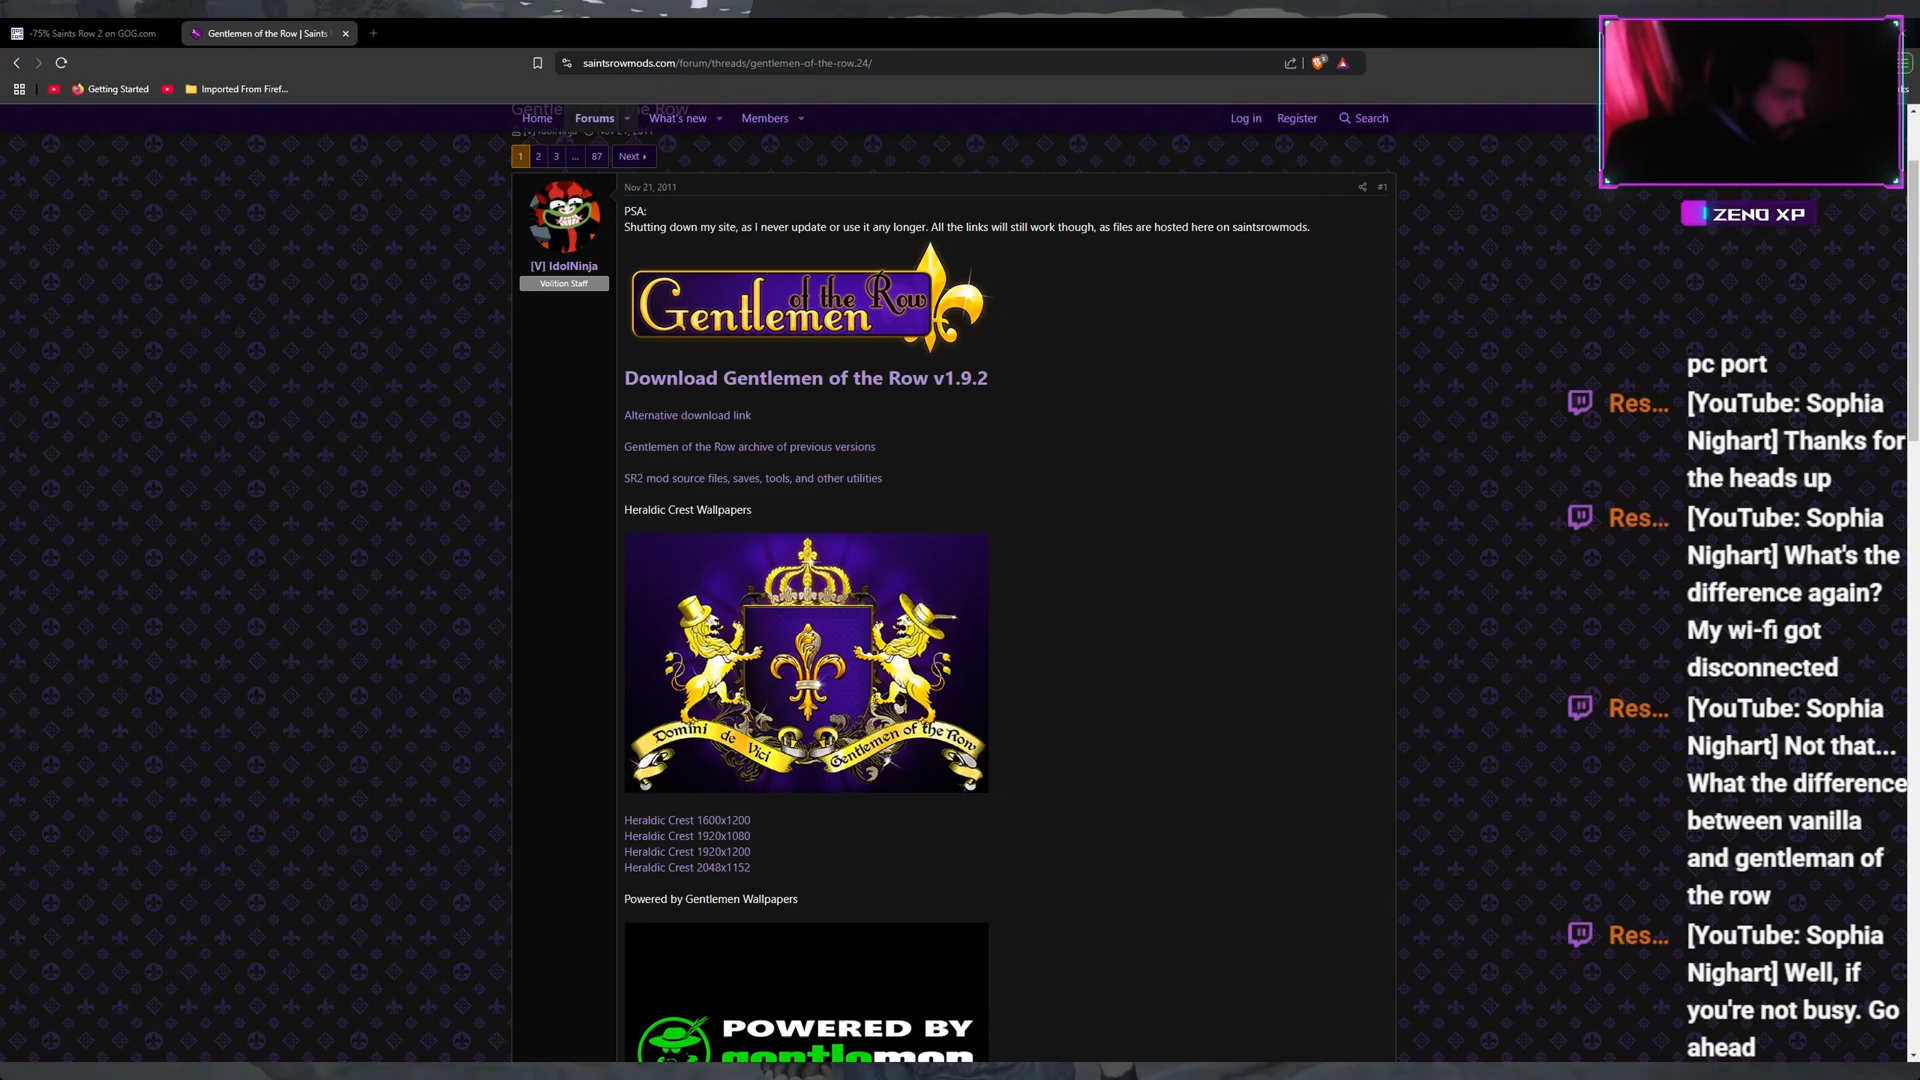 -75% Saints Row 2 on GOG.com
Gentlemen of the Row | Saints
saintsrowmods.com/forum/threads/gentlemen-of-the-row.24/
Getting Started
Imported From Firef...
Gentlemen of the Row
Home
Forums
What's new
Members
Log in
Register
Search
[V] IdolNinja Nov 21, 2011
1 2 3 ... 87 Next
Nov 21, 2011
#1
PSA:
Shutting down my site, as I never update or use it any longer. All the links will still work though, as files are hosted here on saintsrowmods.
[V] IdolNinja
Volition Staff
Gentlemen of the Row
Download Gentlemen of the Row v1.9.2
Alternative download link
Gentlemen of the Row archive of previous versions
SR2 mod source files, saves, tools, and other utilities
Heraldic Crest Wallpapers
Domini de Vici
Gentlemen of the Row
Heraldic Crest 1600x1200
Heraldic Crest 1920x1080
Heraldic Crest 1920x1200
Heraldic Crest 2048x1152
Powered by Gentlemen Wallpapers
POWERED BY
gentlemen
ZENO XP
pc port
Res... [YouTube: Sophia
Nighart] Thanks for
the heads up
Res... [YouTube: Sophia
Nighart] What's the
difference again?
My wi-fi got
disconnected
Res... [YouTube: Sophia
Nighart] Not that...
What the difference
between vanilla
and gentleman of
the row
Res... [YouTube: Sophia
Nighart] Well, if
you're not busy. Go
ahead